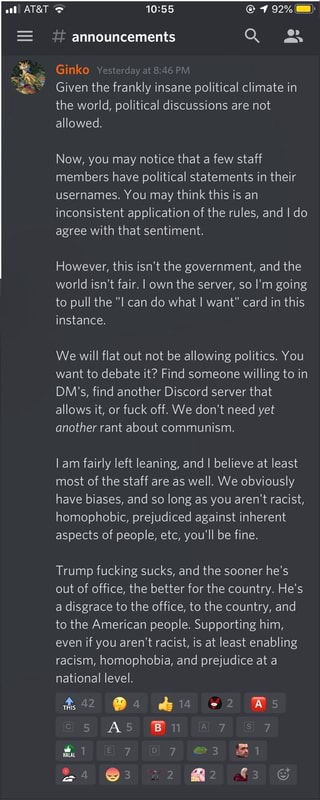 AT&T 10:55 92%
# announcements
Ginko Yesterday at 8:46 PM
Given the frankly insane political climate in
the world, political discussions are not
allowed.
Now, you may notice that a few staff
members have political statements in their
usernames. You may think this is an
inconsistent application of the rules, and I do
agree with that sentiment.
However, this isn't the government, and the
world isn't fair. I own the server, so I'm going
to pull the "I can do what I want" card in this
instance.
We will flat out not be allowing politics. You
want to debate it? Find someone willing to in
DM's, find another Discord server that
allows it, or fuck off. We don't need yet
another rant about communism.
I am fairly left leaning, and I believe at least
most of the staff are as well. We obviously
have biases, and so long as you aren't racist,
homophobic, prejudiced against inherent
aspects of people, etc, you'll be fine.
Trump fucking sucks, and the sooner he's
out of office, the better for the country. He's
a disgrace to the office, to the country, and
to the American people. Supporting him,
even if you aren't racist, is at least enabling
racism, homophobia, and prejudice at a
national level.
THIS 42 4 14 2 A 5
C 5 A 5 B 11 A 7 S 7
HALAL 1 E 7 D 7 3 1
4 3 2 2 3